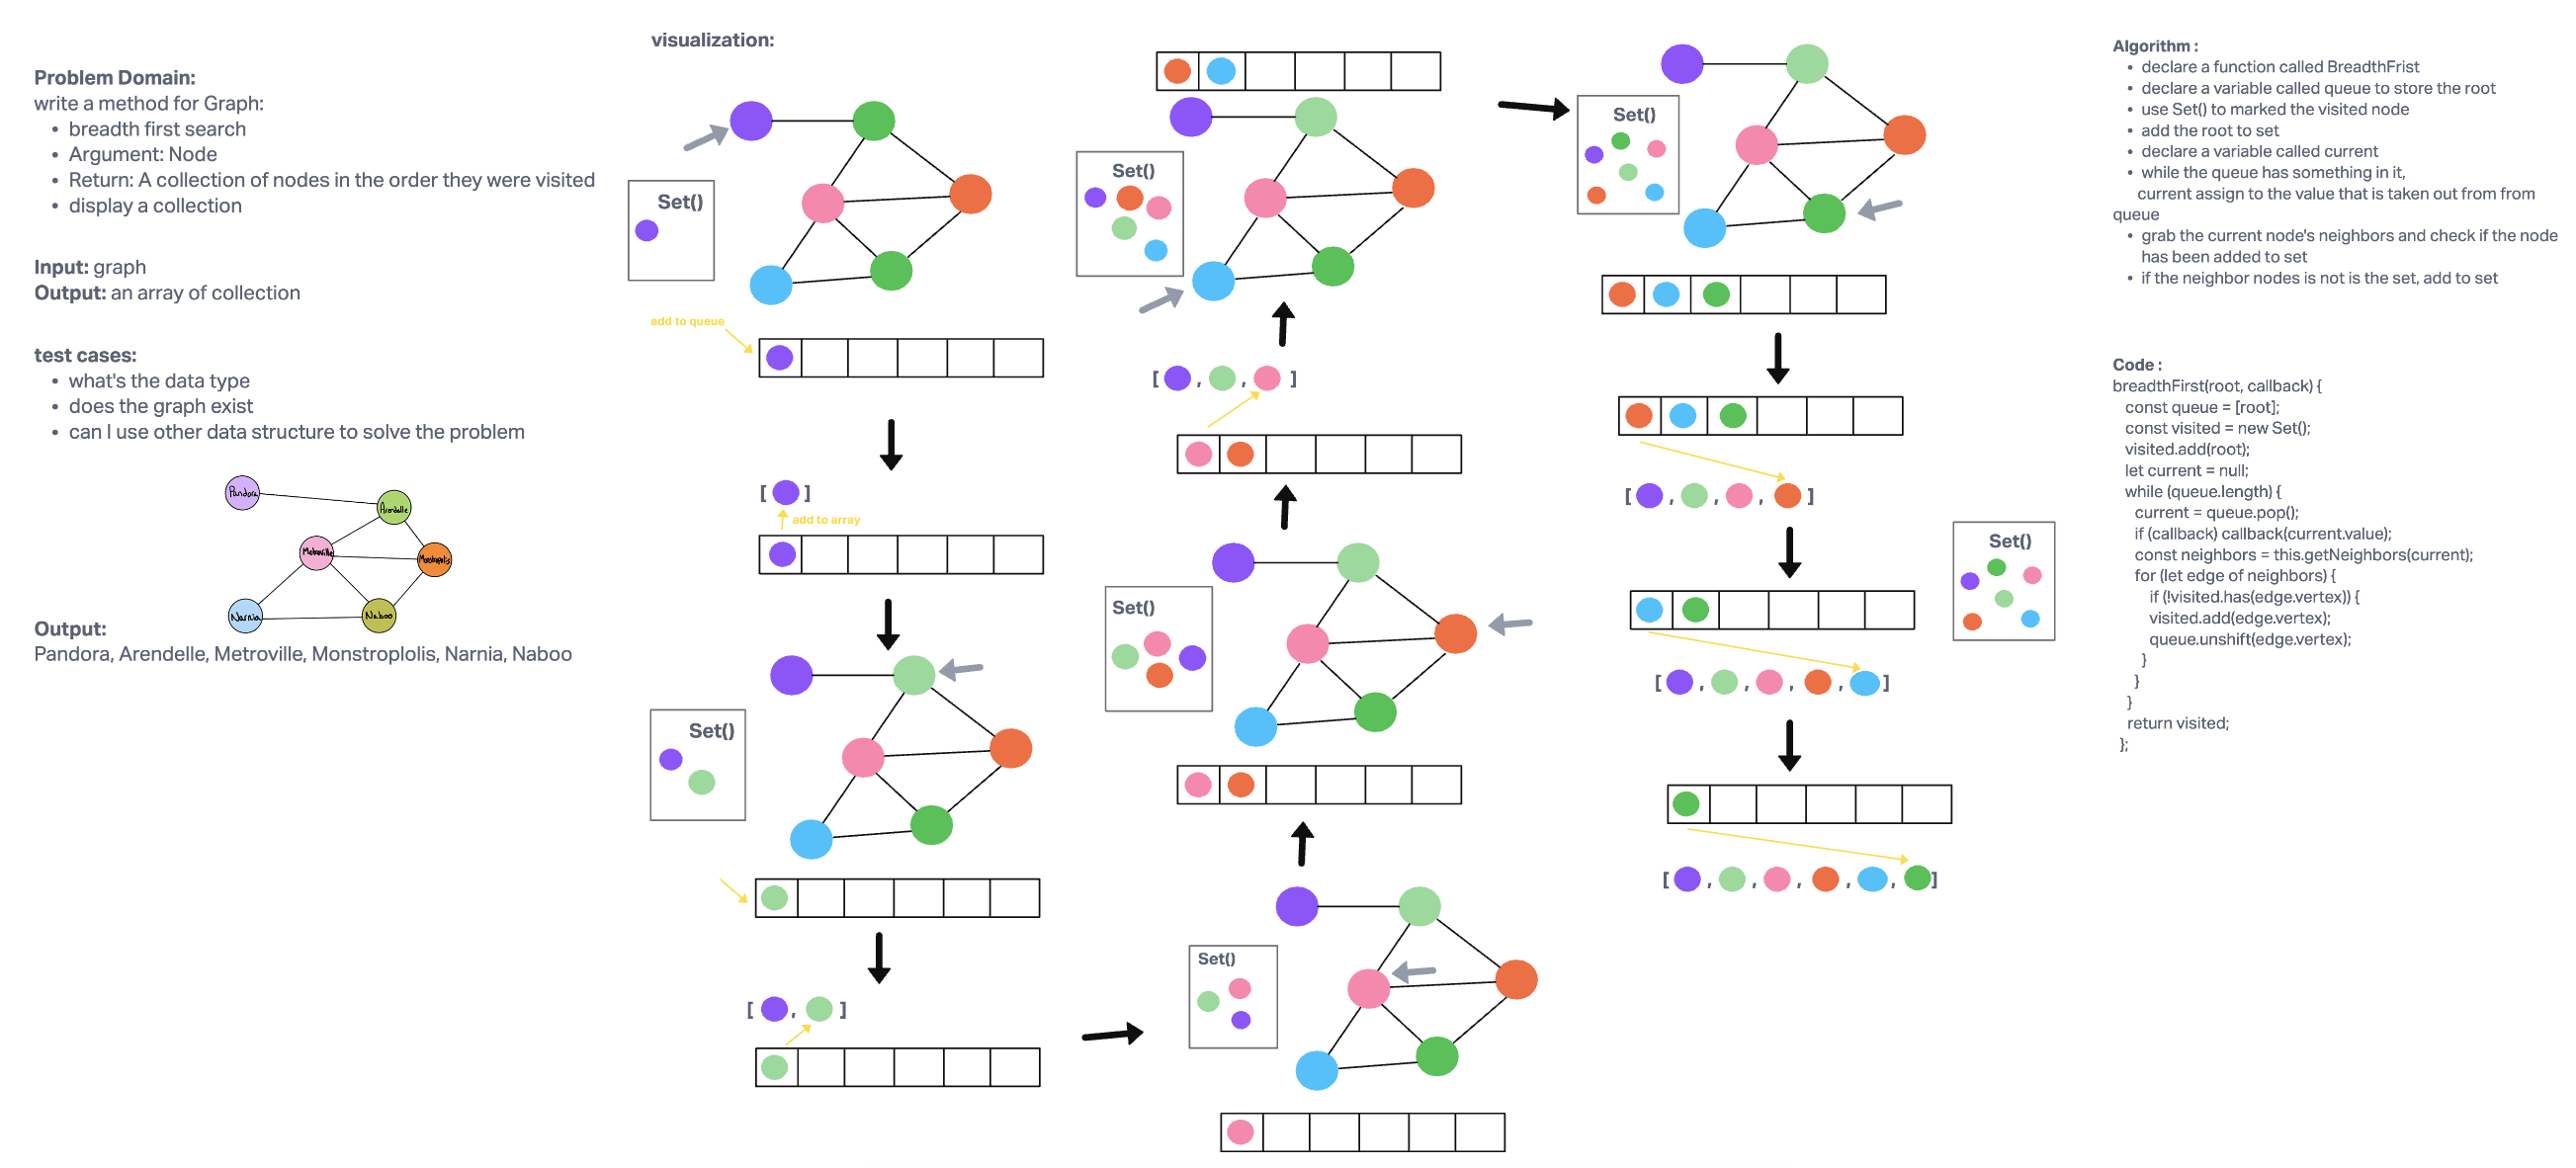 Problem Domain:
write a method for Graph:
• breadth first search
• Argument: Node
• Return: A collection of nodes in the order they were visited
• display a collection
Input: graph
Output: an array of collection
test cases:
• what's the data type
• does the graph exist
• can I use other data structure to solve the problem
Pandora
Arendelle
Metroville
Monstroplolis
Narnia
Naboo
Output:
Pandora, Arendelle, Metroville, Monstroplolis, Narnia, Naboo
visualization:
Set()
add to queue
[ ]
add to array
Set()
[ , ]
Set()
Set()
[ , , ]
Set()
Set()
[ , , , ]
Set()
[ , , , , ]
[ , , , , , ]
Algorithm :
• declare a function called BreadthFrist
• declare a variable called queue to store the root
• use Set() to marked the visited node
• add the root to set
• declare a variable called current
• while the queue has something in it,
current assign to the value that is taken out from from
queue
• grab the current node's neighbors and check if the node
has been added to set
• if the neighbor nodes is not is the set, add to set
Code :
breadthFirst(root, callback) {
const queue = [root];
const visited = new Set();
visited.add(root);
let current = null;
while (queue.length) {
current = queue.pop();
if (callback) callback(current.value);
const neighbors = this.getNeighbors(current);
for (let edge of neighbors) {
if (!visited.has(edge.vertex)) {
visited.add(edge.vertex);
queue.unshift(edge.vertex);
}
}
}
return visited;
};